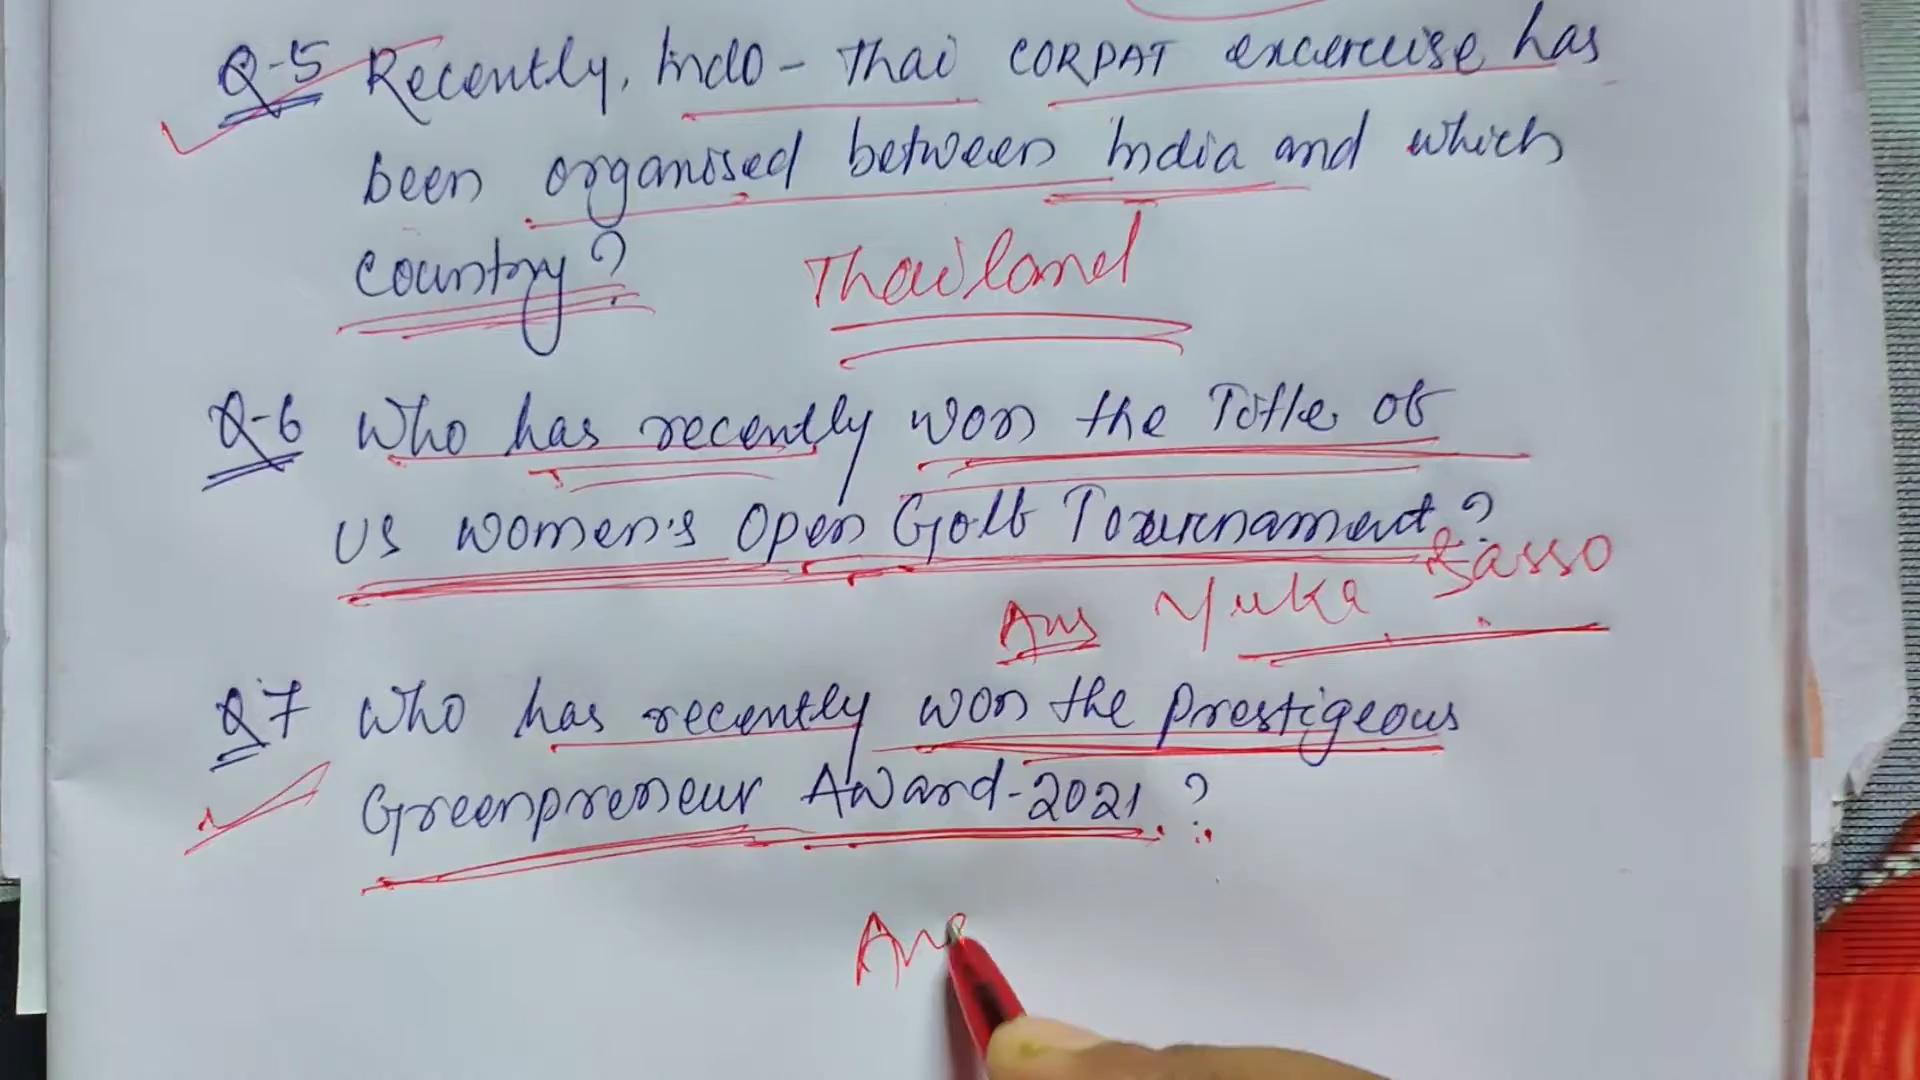 Q-5 Recently, Indo - Thai CORPAT excercise has
been organised between India and which
country? Thailand
Q-6 Who has recently won the Title of
US women's Open Golf Tournament?
Ans Yuka Sasso
Q7 Who has recently won the prestigeous
Greenpreneur Award-2021?
Ans